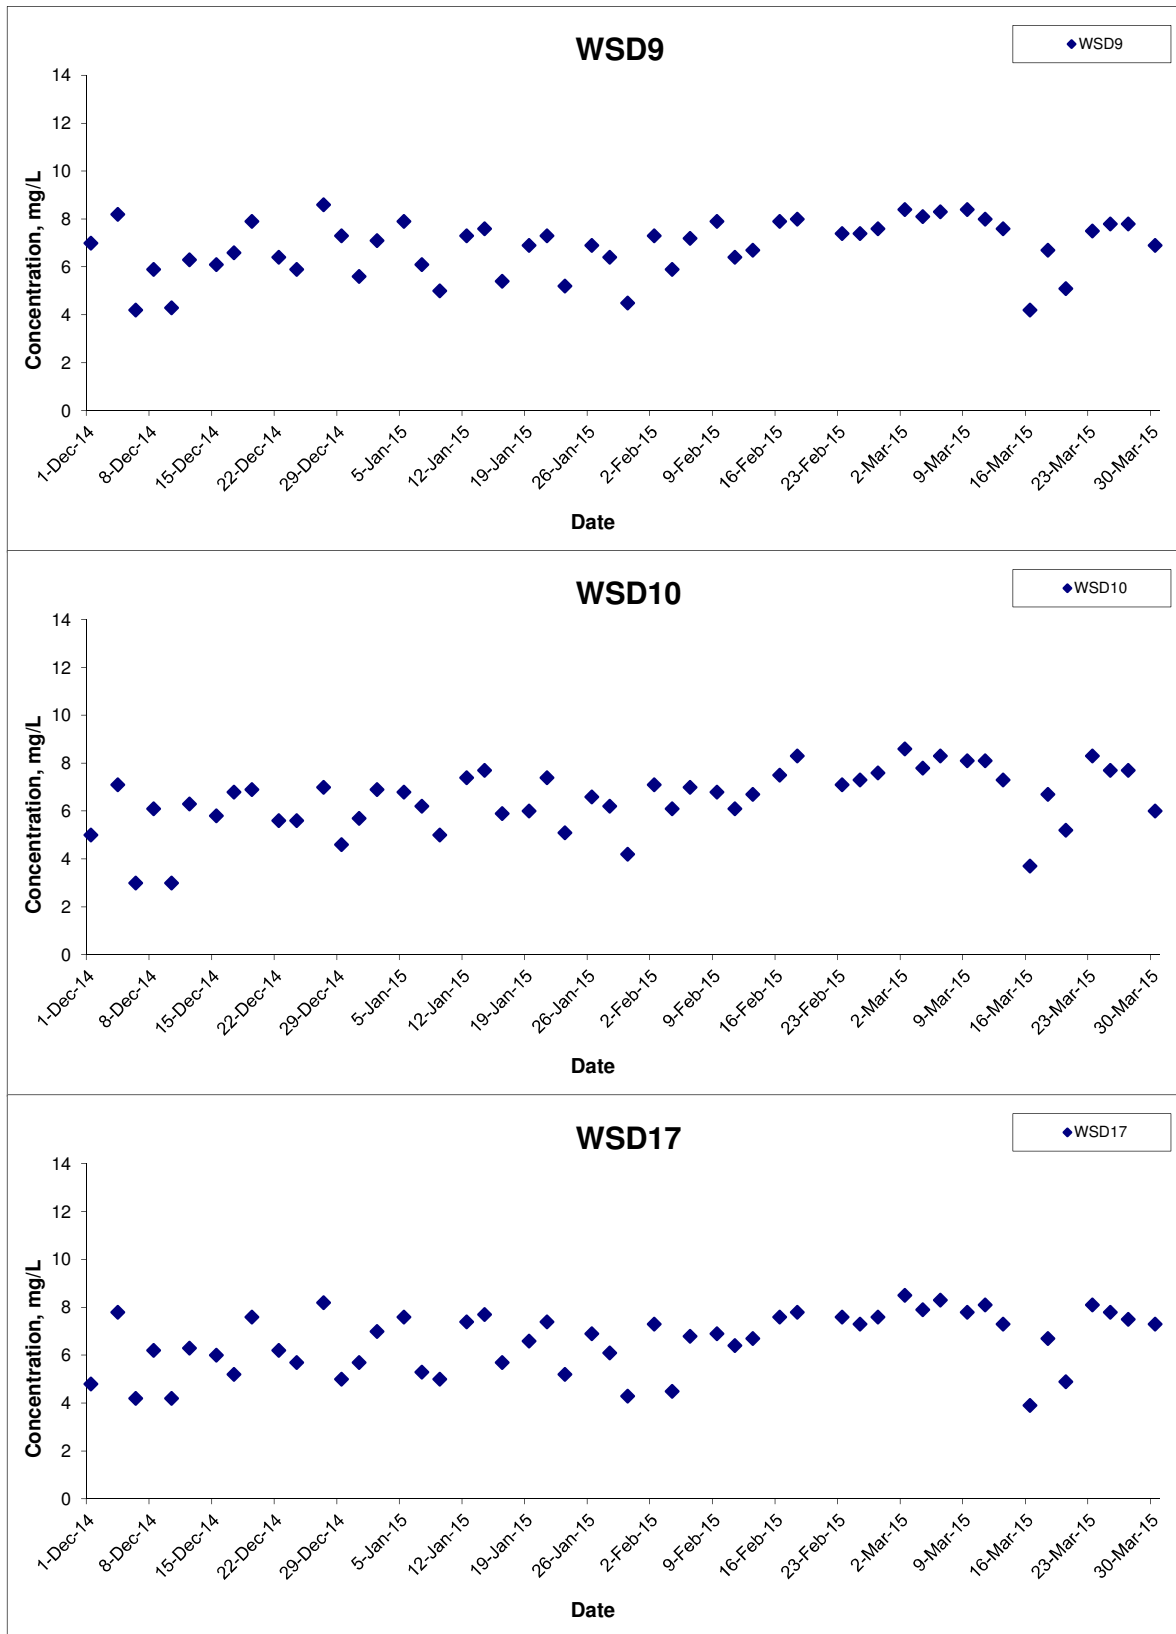 WSD9
WSD9
14
12
10
8
6
4
2
0
Concentration, mg/L
1-Dec-14
8-Dec-14
15-Dec-14
22-Dec-14
29-Dec-14
5-Jan-15
12-Jan-15
19-Jan-15
26-Jan-15
2-Feb-15
9-Feb-15
16-Feb-15
23-Feb-15
2-Mar-15
9-Mar-15
16-Mar-15
23-Mar-15
30-Mar-15
Date
WSD10
WSD10
14
12
10
8
6
4
2
0
Concentration, mg/L
1-Dec-14
8-Dec-14
15-Dec-14
22-Dec-14
29-Dec-14
5-Jan-15
12-Jan-15
19-Jan-15
26-Jan-15
2-Feb-15
9-Feb-15
16-Feb-15
23-Feb-15
2-Mar-15
9-Mar-15
16-Mar-15
23-Mar-15
30-Mar-15
Date
WSD17
WSD17
14
12
10
8
6
4
2
0
Concentration, mg/L
1-Dec-14
8-Dec-14
15-Dec-14
22-Dec-14
29-Dec-14
5-Jan-15
12-Jan-15
19-Jan-15
26-Jan-15
2-Feb-15
9-Feb-15
16-Feb-15
23-Feb-15
2-Mar-15
9-Mar-15
16-Mar-15
23-Mar-15
30-Mar-15
Date